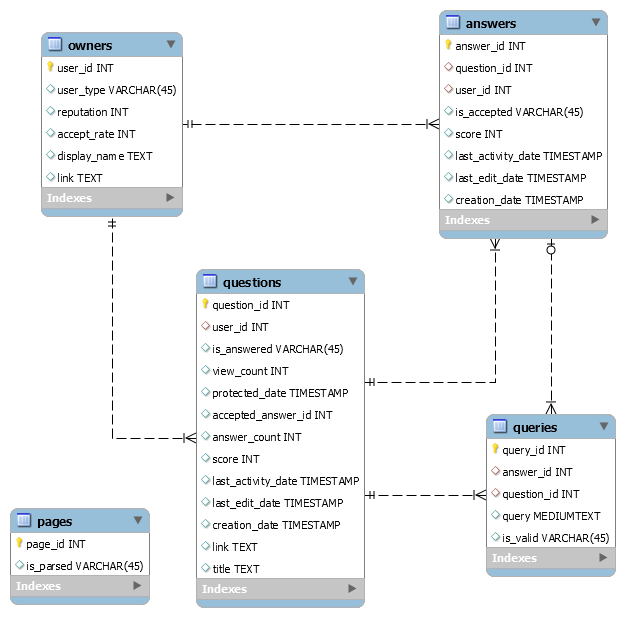 owners
user_id INT
user_type VARCHAR(45)
reputation INT
accept_rate INT
display_name TEXT
link TEXT
Indexes
answers
answer_id INT
question_id INT
user_id INT
is_accepted VARCHAR(45)
score INT
last_activity_date TIMESTAMP
last_edit_date TIMESTAMP
creation_date TIMESTAMP
Indexes
questions
question_id INT
user_id INT
is_answered VARCHAR(45)
view_count INT
protected_date TIMESTAMP
accepted_answer_id INT
answer_count INT
score INT
last_activity_date TIMESTAMP
last_edit_date TIMESTAMP
creation_date TIMESTAMP
link TEXT
title TEXT
Indexes
queries
query_id INT
answer_id INT
question_id INT
query MEDIUMTEXT
is_valid VARCHAR(45)
Indexes
pages
page_id INT
is_parsed VARCHAR(45)
Indexes